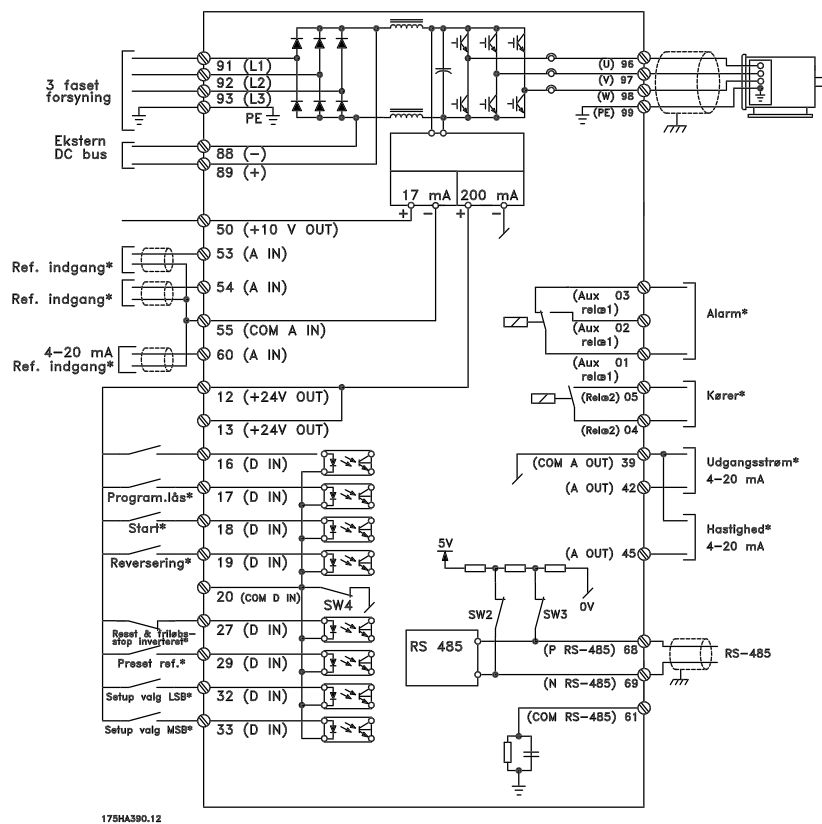 3 faset
forsyning
91 (L1)
92 (L2)
93 (L3)
PE
(U) 96
(V) 97
(W) 98
(PE) 99
Ekstern
DC bus
88 (-)
89 (+)
17 mA
200 mA
+
-
+
-
50 (+10 V OUT)
53 (A IN)
Ref. indgang*
54 (A IN)
Ref. indgang*
55 (COM A IN)
4-20 mA
Ref. indgang*
60 (A IN)
12 (+24V OUT)
13 (+24V OUT)
16 (D IN)
Program.lås*
17 (D IN)
Start*
18 (D IN)
Reversering*
19 (D IN)
20 (COM D IN)
SW4
Reset & friløbs-
stop inverteret*
27 (D IN)
Preset ref.*
29 (D IN)
Setup valg LSB*
32 (D IN)
Setup valg MSB*
33 (D IN)
(Aux 03
relæ1)
(Aux 02
relæ1)
(Aux 01
relæ1)
Alarm*
(Relæ2) 05
(Relæ2) 04
Kører*
(COM A OUT) 39
(A OUT) 42
Udgangsstrøm*
4-20 mA
Hastighed*
4-20 mA
(A OUT) 45
5V
0V
SW2
SW3
RS 485
(P RS-485) 68
(N RS-485) 69
RS-485
(COM RS-485) 61
175HA390.12